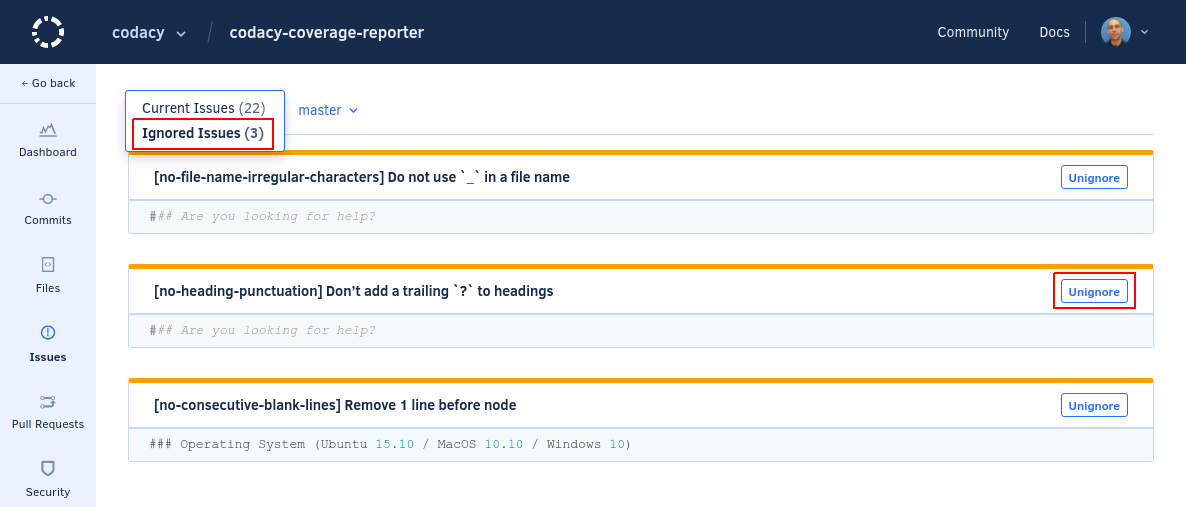 codacy / codacy-coverage-reporter
Community Docs
← Go back
Dashboard
Commits
Files
Issues
Pull Requests
Security
Current Issues (22)
Ignored Issues (3)
master
[no-file-name-irregular-characters] Do not use `_` in a file name
Unignore
### Are you looking for help?
[no-heading-punctuation] Don’t add a trailing `?` to headings
Unignore
### Are you looking for help?
[no-consecutive-blank-lines] Remove 1 line before node
Unignore
### Operating System (Ubuntu 15.10 / MacOS 10.10 / Windows 10)